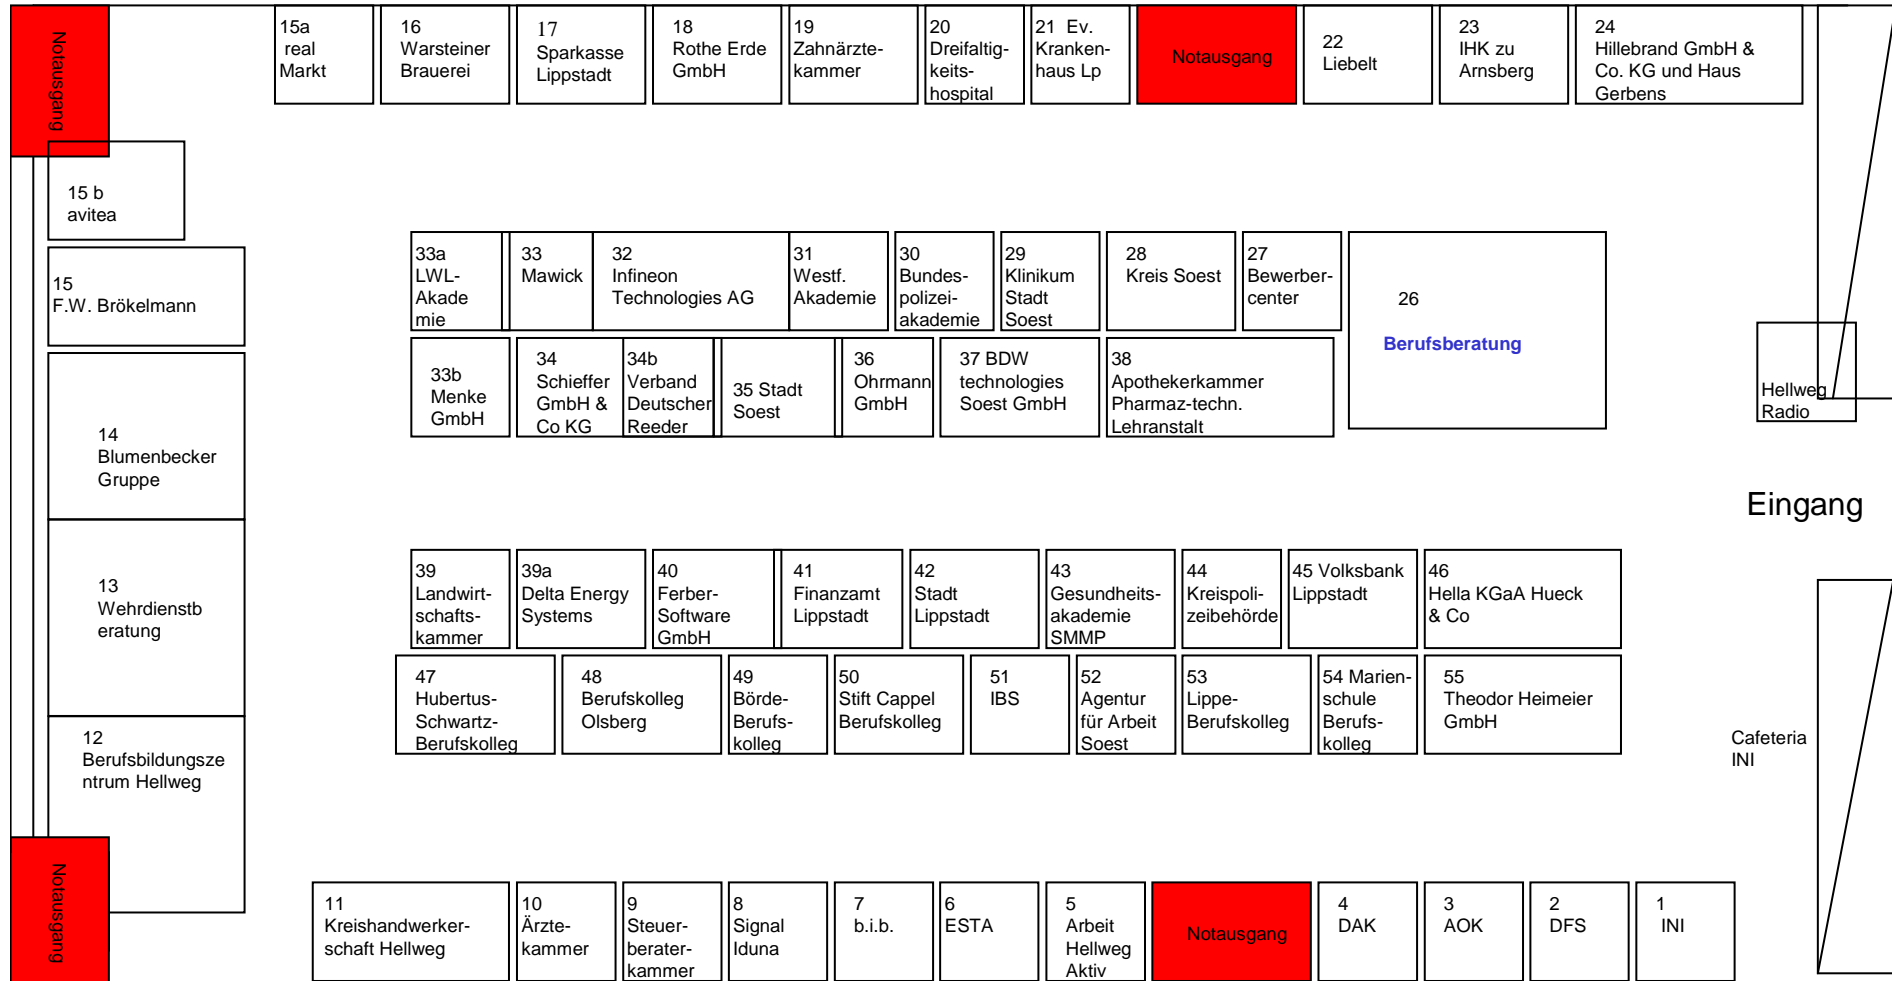 Notausgang
15a
real
Markt
16
Warsteiner
Brauerei
17
Sparkasse
Lippstadt
18
Rothe Erde
GmbH
19
Zahnärzte-
kammer
20
Dreifaltig-
keits-
hospital
21 Ev.
Kranken-
haus Lp
Notausgang
22
Liebelt
23
IHK zu
Arnsberg
24
Hillebrand GmbH &
Co. KG und Haus
Gerbens
15 b
avitea
15
F.W. Brökelmann
14
Blumenbecker
Gruppe
13
Wehrdienstb
eratung
12
Berufsbildungsze
ntrum Hellweg
Notausgang
33a
LWL-
Akade
mie
33
Mawick
32
Infineon
Technologies AG
31
Westf.
Akademie
30
Bundes-
polizei-
akademie
29
Klinikum
Stadt
Soest
28
Kreis Soest
27
Bewerber-
center
26
Berufsberatung
33b
Menke
GmbH
34
Schieffer
GmbH &
Co KG
34b
Verband
Deutscher
Reeder
35 Stadt
Soest
36
Ohrmann
GmbH
37 BDW
technologies
Soest GmbH
38
Apothekerkammer
Pharmaz-techn.
Lehranstalt
Hellweg
Radio
Eingang
39
Landwirt-
schafts-
kammer
39a
Delta Energy
Systems
40
Ferber-
Software
GmbH
41
Finanzamt
Lippstadt
42
Stadt
Lippstadt
43
Gesundheits-
akademie
SMMP
44
Kreispoli-
zeibehörde
45 Volksbank
Lippstadt
46
Hella KGaA Hueck
& Co
47
Hubertus-
Schwartz-
Berufskolleg
48
Berufskolleg
Olsberg
49
Börde-
Berufs-
kolleg
50
Stift Cappel
Berufskolleg
51
IBS
52
Agentur
für Arbeit
Soest
53
Lippe-
Berufskolleg
54 Marien-
schule
Berufs-
kolleg
55
Theodor Heimeier
GmbH
Cafeteria
INI
11
Kreishandwerker-
schaft Hellweg
10
Ärzte-
kammer
9
Steuer-
berater-
kammer
8
Signal
Iduna
7
b.i.b.
6
ESTA
5
Arbeit
Hellweg
Aktiv
Notausgang
4
DAK
3
AOK
2
DFS
1
INI